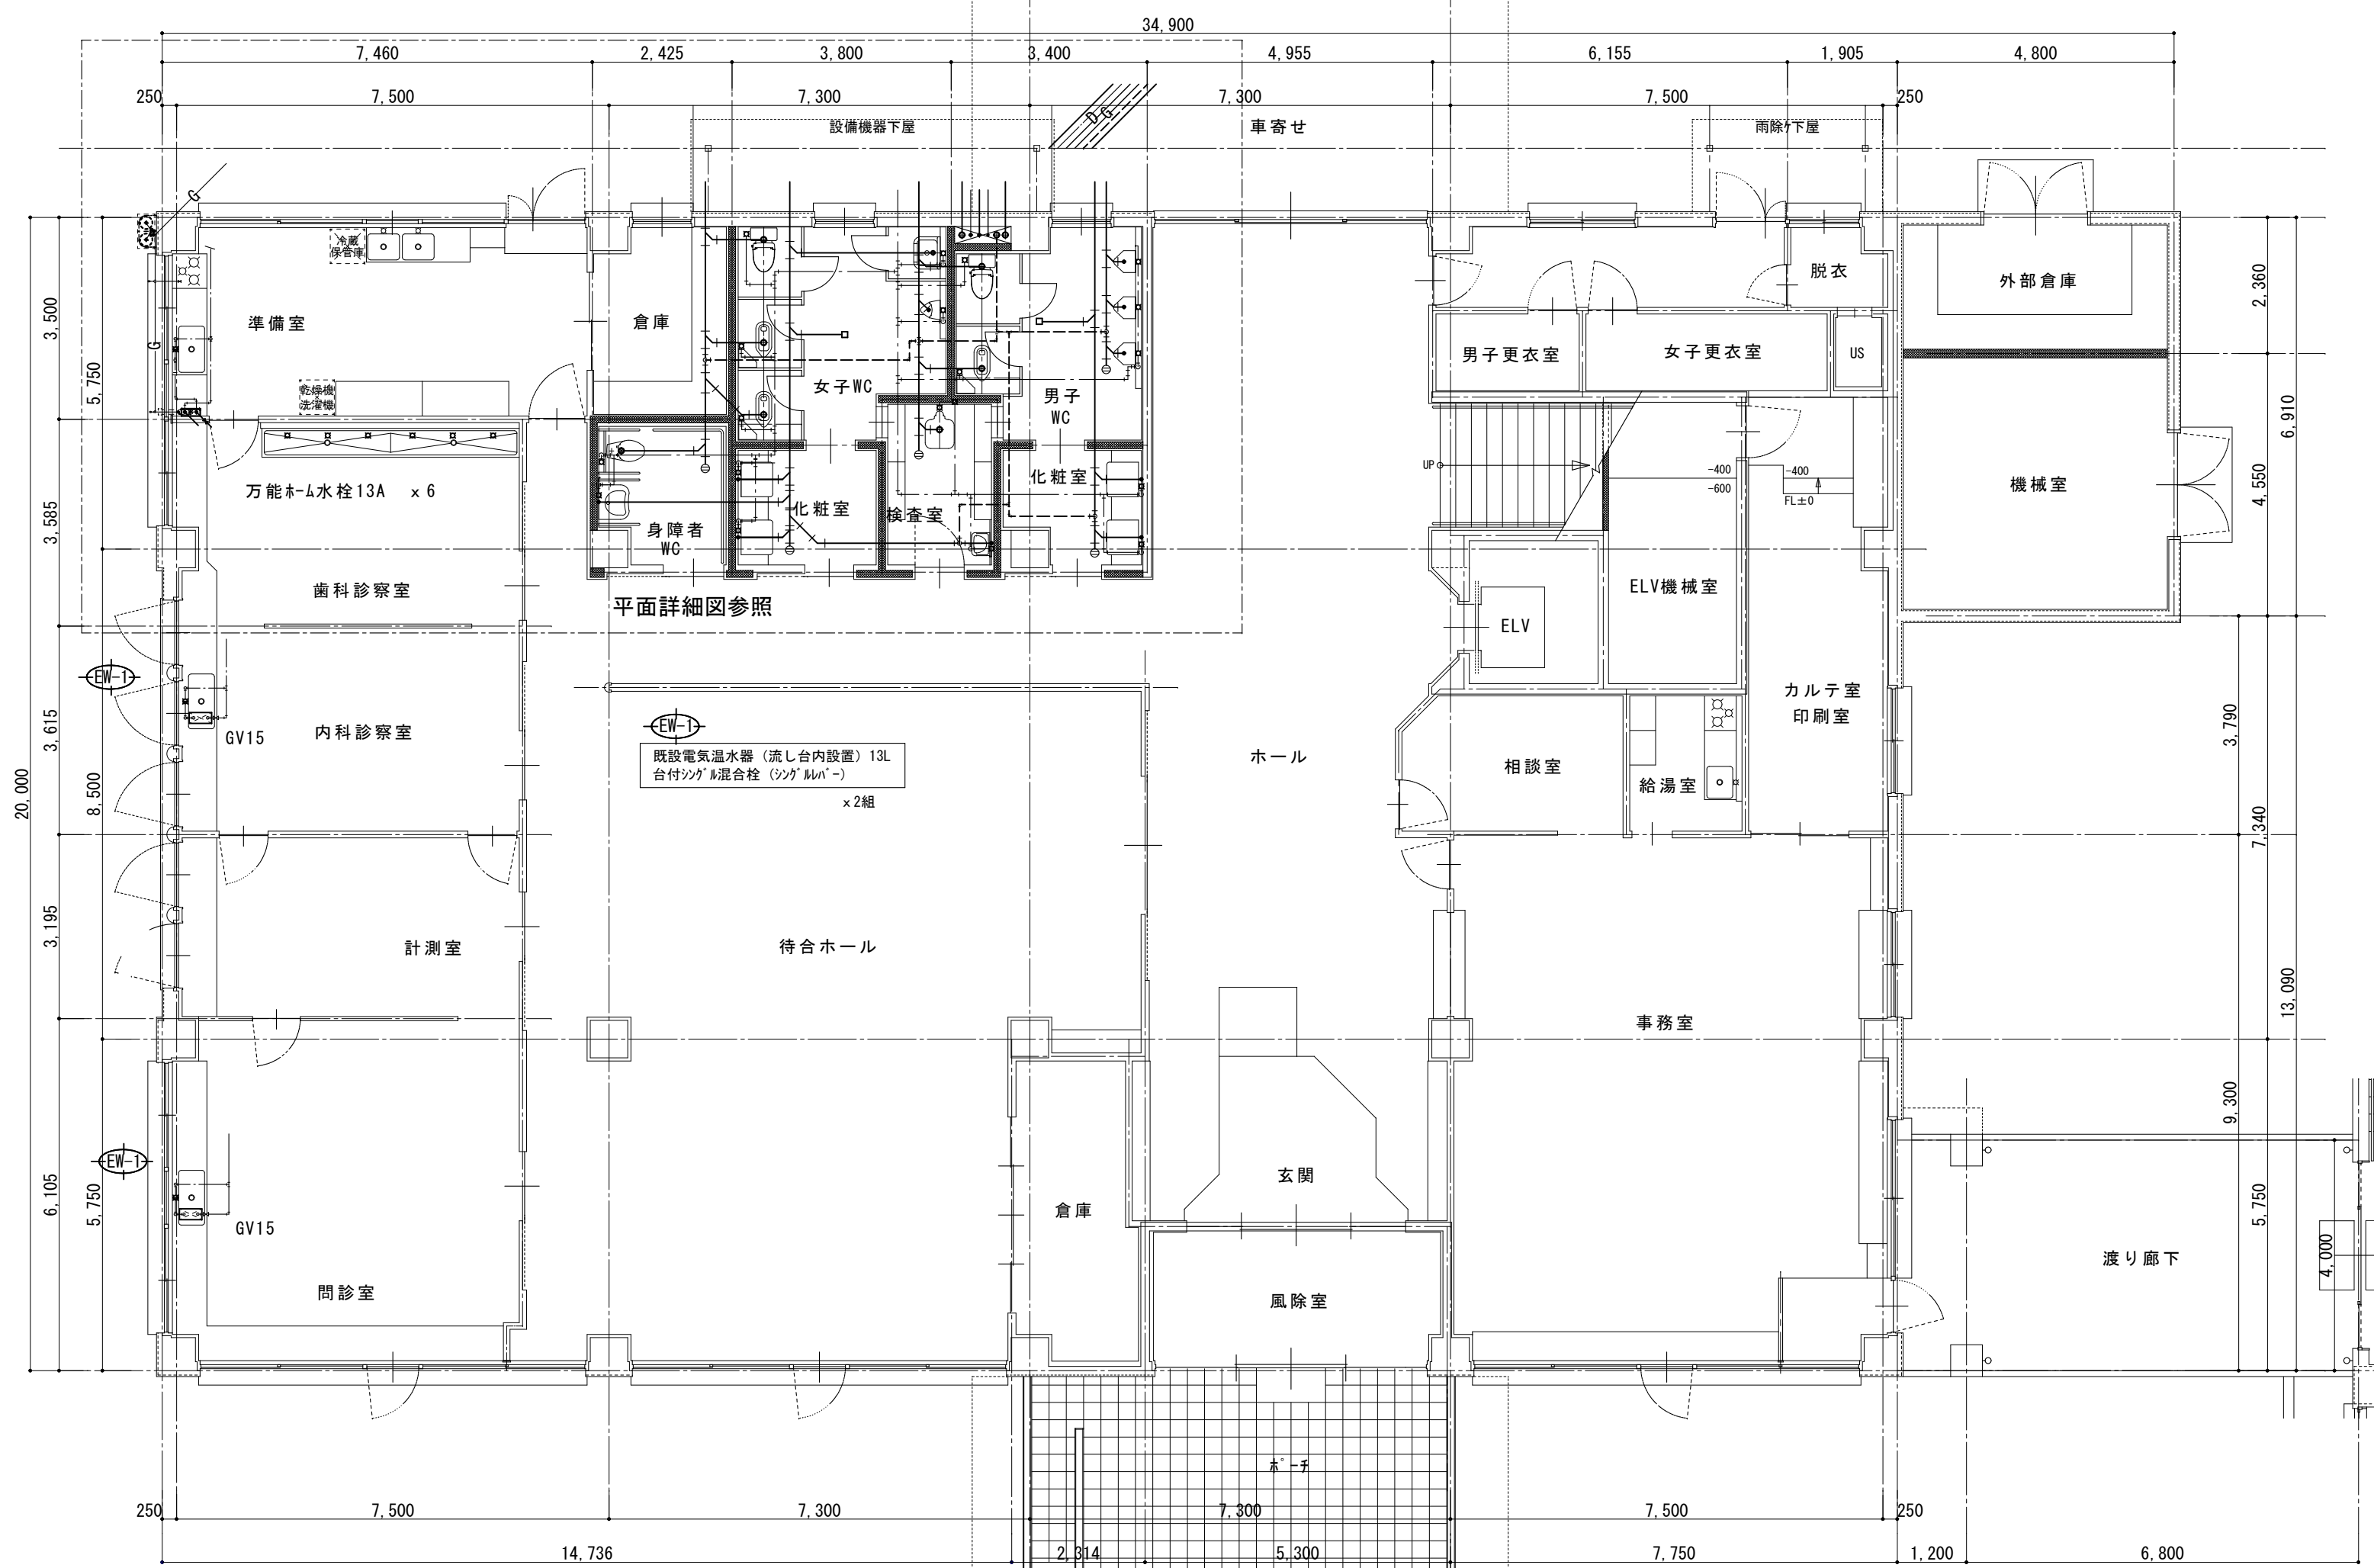 34,900
7,460
2,425
3,800
3,400
4,955
6,155
1,905
4,800
250
7,500
7,300
7,300
7,500
250
設備機器下屋
D G
車寄せ
雨除ケ下屋
G
冷蔵
保管庫
脱衣
外部倉庫
準備室
倉庫
男子更衣室
女子更衣室
US
G
乾燥機
洗濯機
女子WC
男子
WC
UP
-400
-600
-400
FL±0
機械室
万能ホーム水栓13A x6
化粧室
化粧室
検査室
身障者
WC
歯科診察室
平面詳細図参照
ELV機械室
ELV
EW-1
内科診察室
GV15
EW-1
既設電気温水器(流し台内設置)13L
台付シングル混合栓(シングルレバー)
x2組
ホール
相談室
給湯室
カルテ室
印刷室
計測室
待合ホール
事務室
EW-1
GV15
問診室
倉庫
玄関
風除室
渡り廊下
ポーチ
3,500
5,750
3,585
3,615
20,000
8,500
3,195
6,105
5,750
2,360
6,910
4,550
3,790
7,340
13,090
9,300
5,750
4,000
250
7,500
7,300
7,300
7,500
250
14,736
2,314
5,300
7,750
1,200
6,800